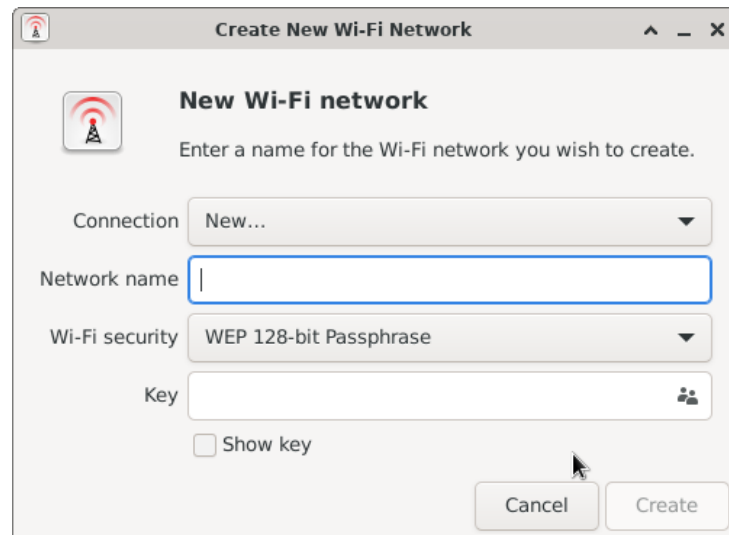 Create New Wi-Fi Network
New Wi-Fi network
Enter a name for the Wi-Fi network you wish to create.
Connection New...
Network name
Wi-Fi security WEP 128-bit Passphrase
Key
Show key
Cancel Create